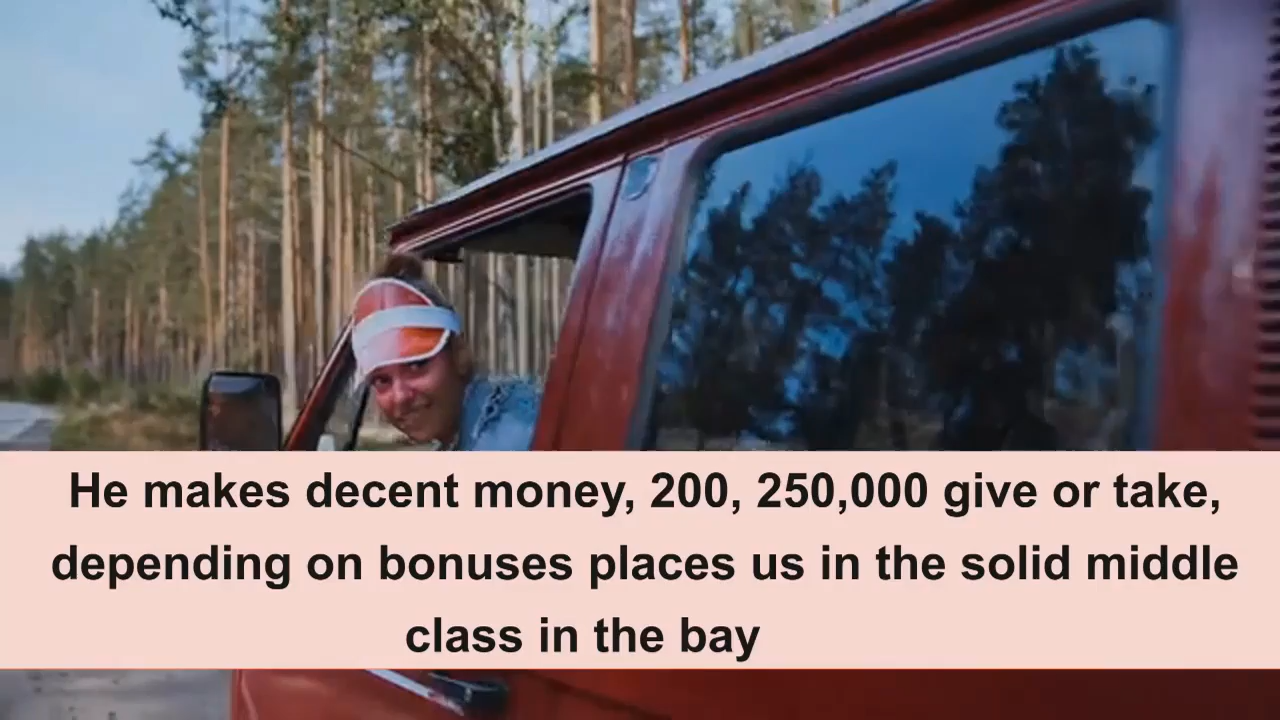 He makes decent money, 200, 250,000 give or take,
depending on bonuses places us in the solid middle
class in the bay